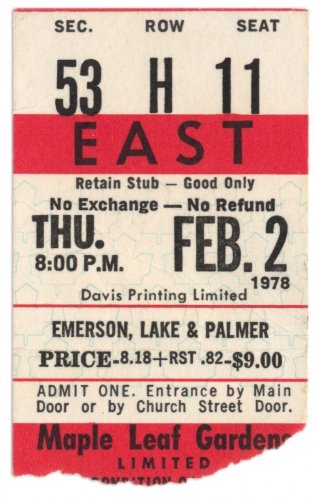 SEC. ROW SEAT
53 H 11
EAST
Retain Stub — Good Only
No Exchange — No Refund
THU. FEB. 2
8:00 P.M. 1978
Davis Printing Limited
EMERSON, LAKE & PALMER
PRICE-8.18+RST .82-$9.00
ADMIT ONE. Entrance by Main
Door or by Church Street Door.
Maple Leaf Gardens
LIMITED